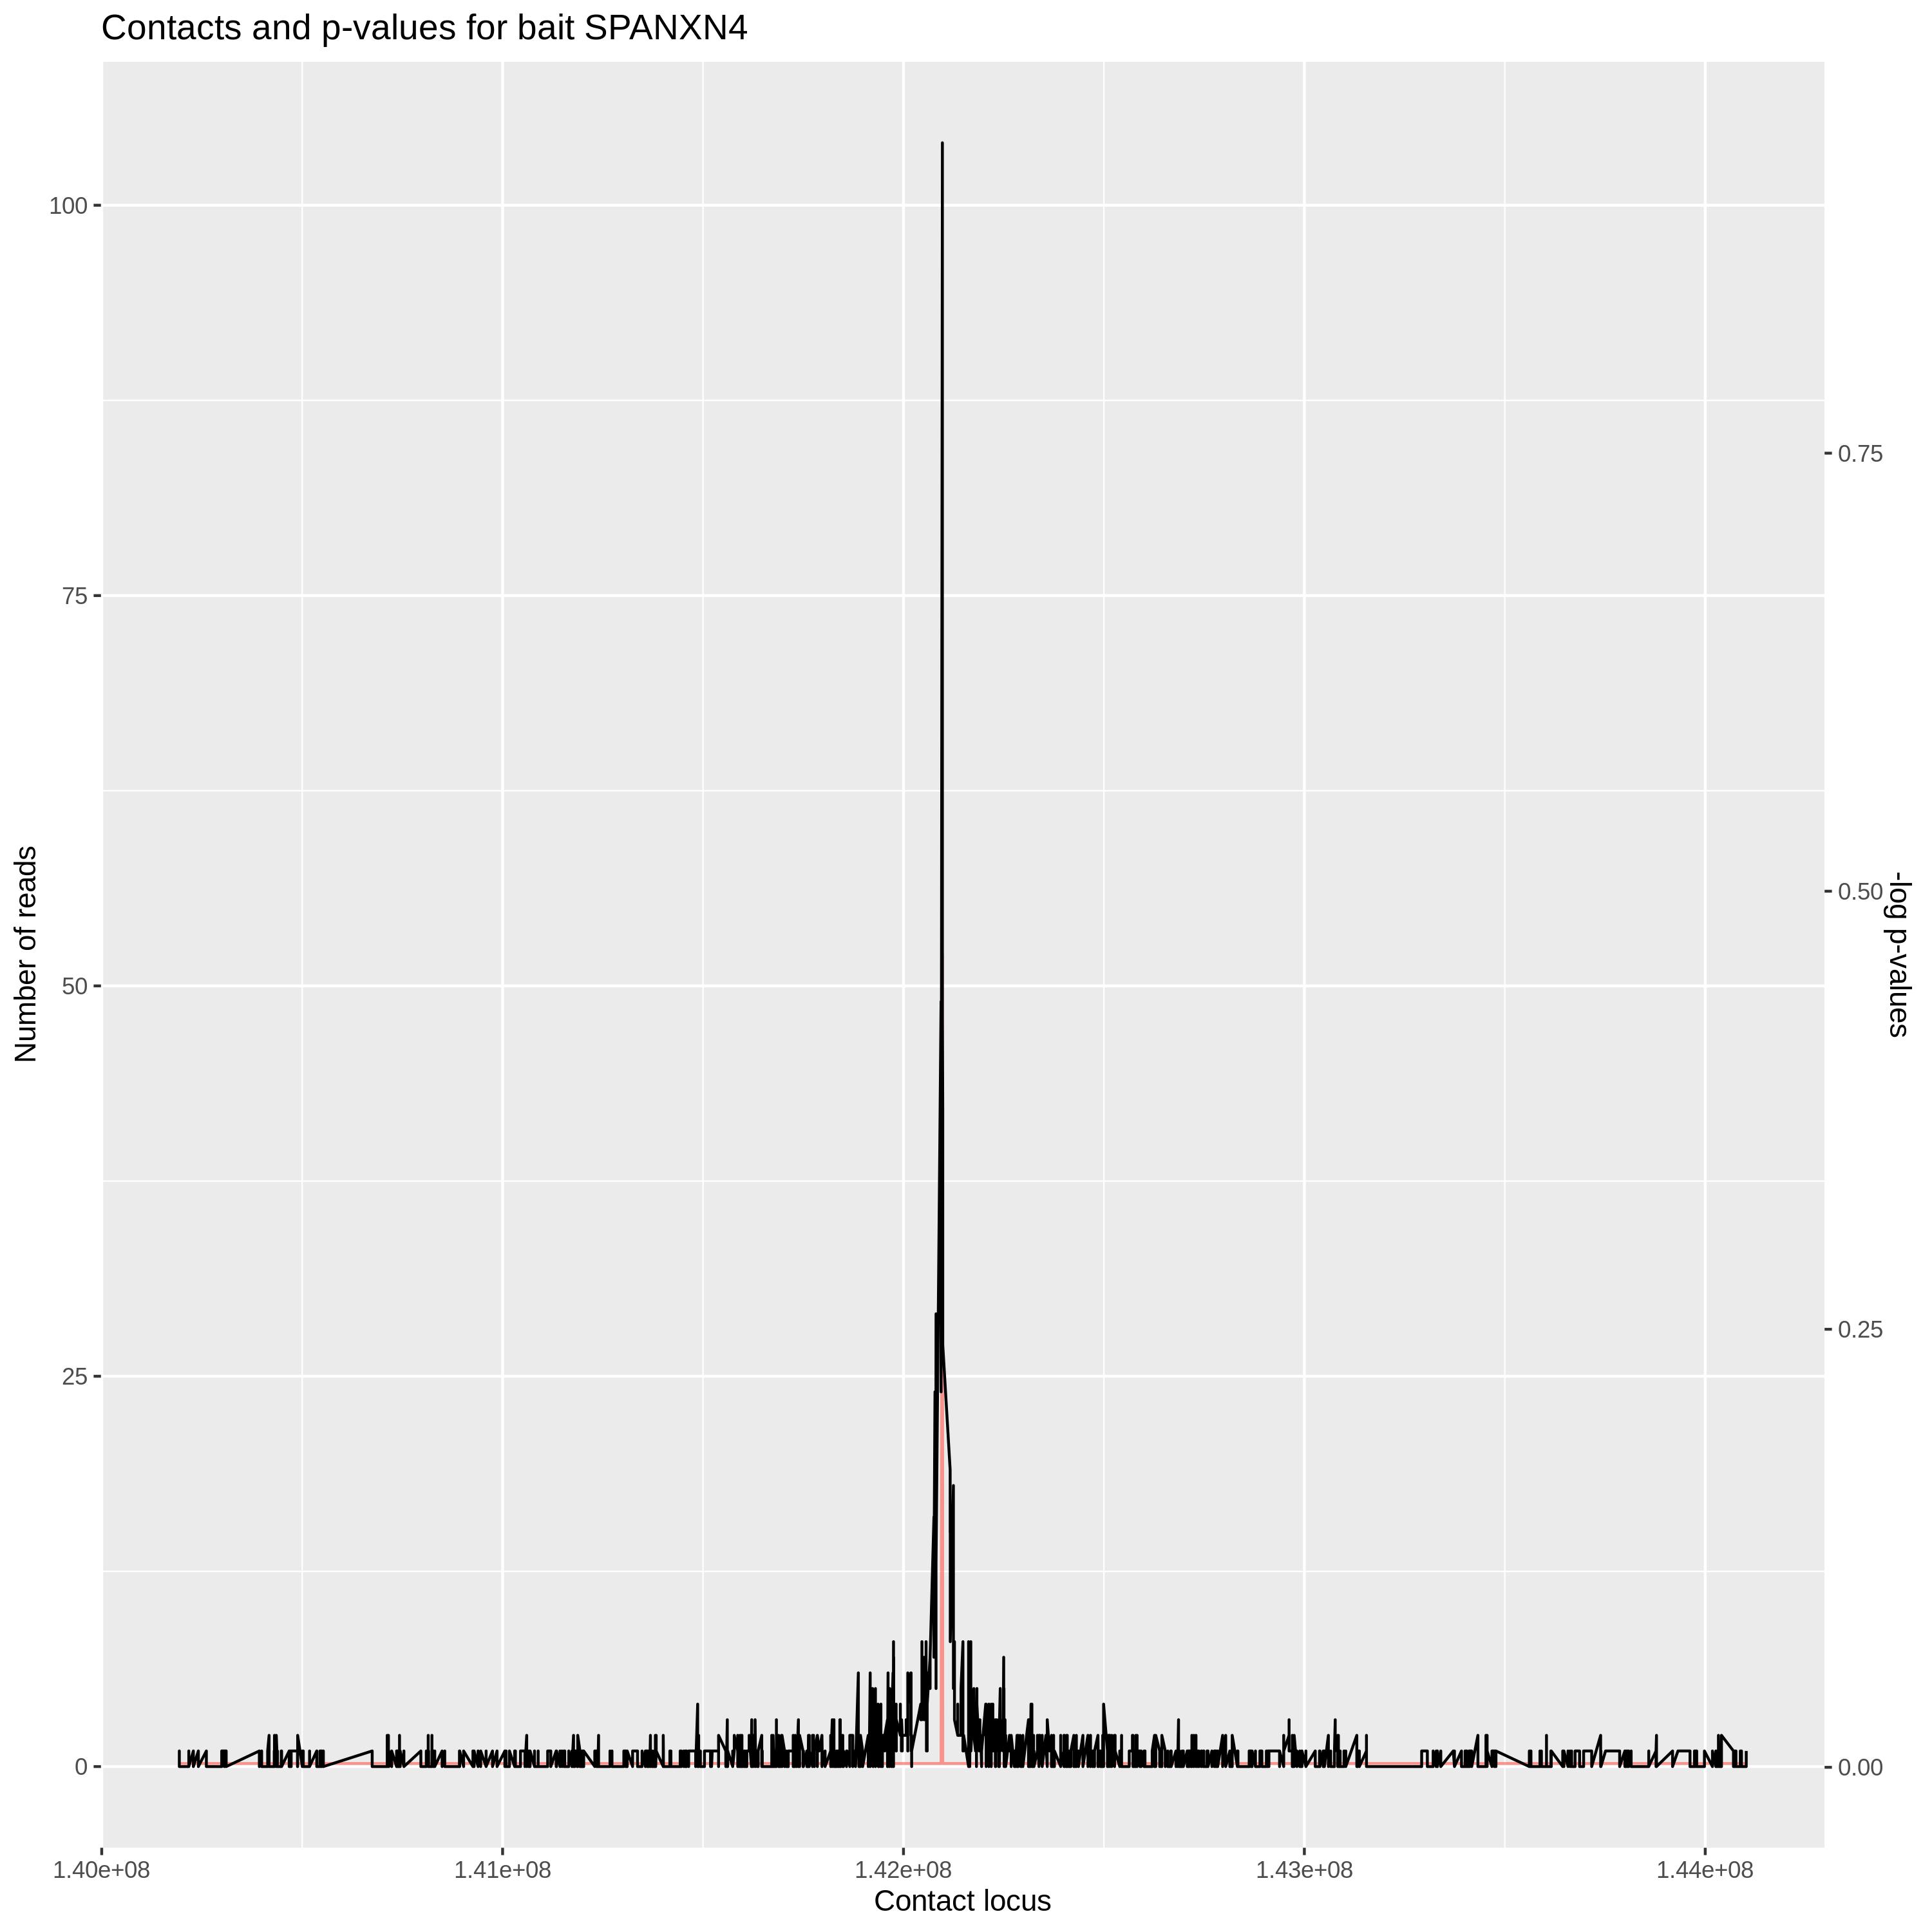 Contacts and p-values for bait SPANXN4
100
75
50
25
0
Number of reads
0.75
0.50
0.25
0.00
-log p-values
1.40e+08
1.41e+08
1.42e+08
1.43e+08
1.44e+08
Contact locus